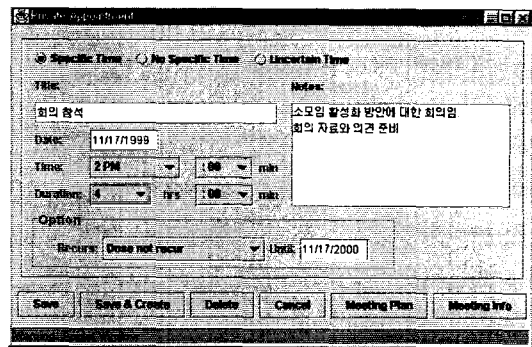 Private Appointment
Specific Time No Specific Time Uncertain Time
Title:
Notes:
회의 참석
소모임 활성화 방안에 대한 회의임
회의 자료와 의견 준비
Date: 11/17/1999
Time: 2 PM :00 min
Duration: 4 hrs :00 min
Option
Recurs: Dose not recur Until: 11/17/2000
Save Save & Create Delete Cancel Meeting Plan Meeting Info